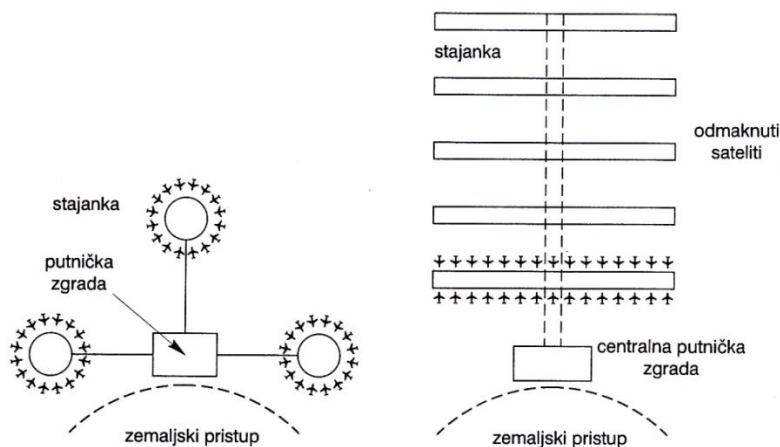 stajanka
putnička
zgrada
zemaljski pristup
stajanka
odmaknuti
sateliti
centralna putnička
zgrada
zemaljski pristup